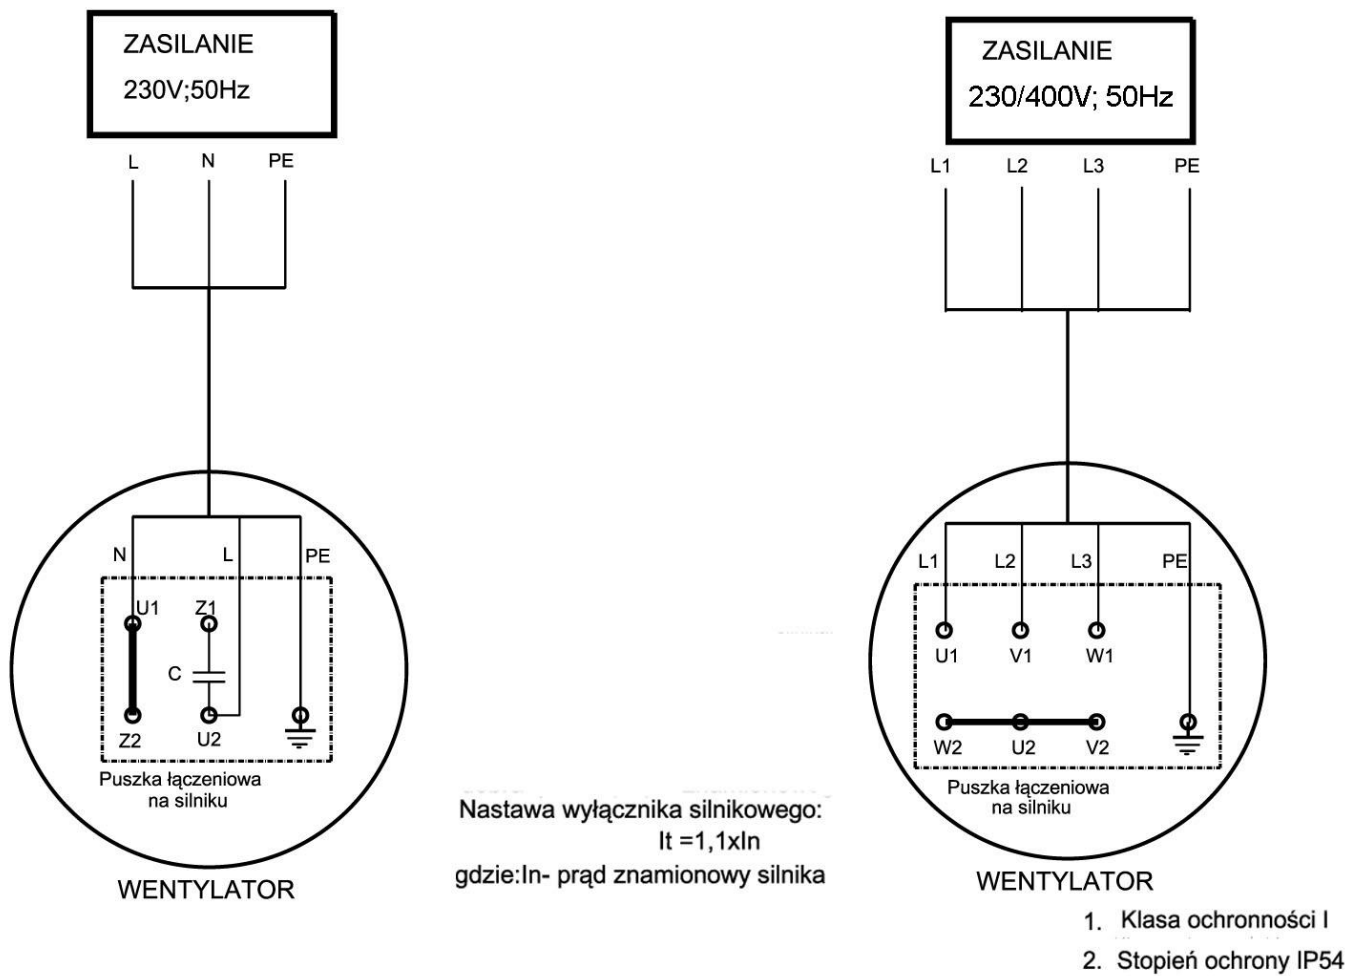 ZASILANIE
230V;50Hz
L N PE
N L PE
U1 Z1
C
Z2 U2
Puszka łączeniowa
na silniku
WENTYLATOR
Nastawa wyłącznika silnikowego:
It =1,1xIn
gdzie:In- prąd znamionowy silnika
ZASILANIE
230/400V; 50Hz
L1 L2 L3 PE
L1 L2 L3 PE
U1 V1 W1
W2 U2 V2
Puszka łączeniowa
na silniku
WENTYLATOR
1. Klasa ochronności I
2. Stopień ochrony IP54